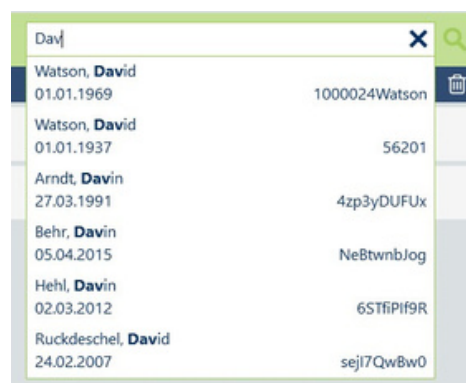 Dav
Watson, David
01.01.1969 1000024Watson
Watson, David
01.01.1937 56201
Arndt, Davin
27.03.1991 4zp3yDUFUx
Behr, Davin
05.04.2015 NeBtwnbJog
Hehl, Davin
02.03.2012 6STfiPIf9R
Ruckdeschel, David
24.02.2007 sejI7QwBw0